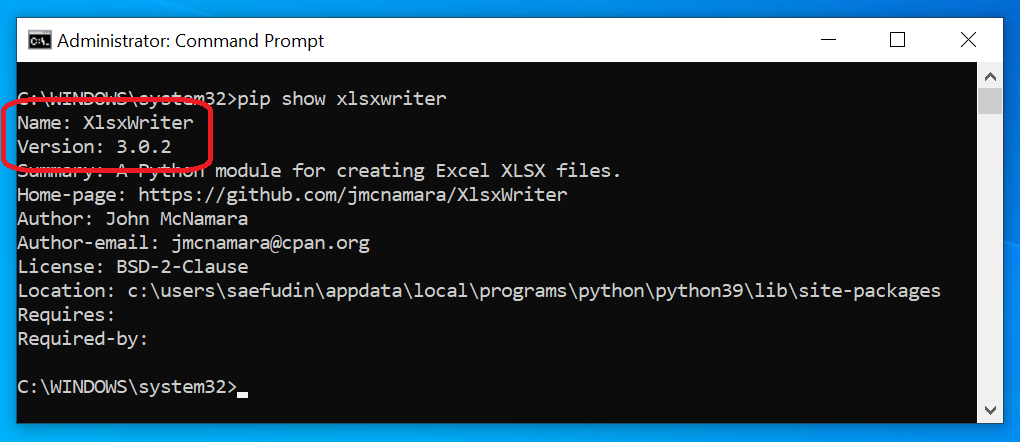 Administrator: Command Prompt
C:\WINDOWS\system32>pip show xlsxwriter
Name: XlsxWriter
Version: 3.0.2
Summary: A Python module for creating Excel XLSX files.
Home-page: https://github.com/jmcnamara/XlsxWriter
Author: John McNamara
Author-email: jmcnamara@cpan.org
License: BSD-2-Clause
Location: c:\users\saefudin\appdata\local\programs\python\python39\lib\site-packages
Requires:
Required-by:
C:\WINDOWS\system32>